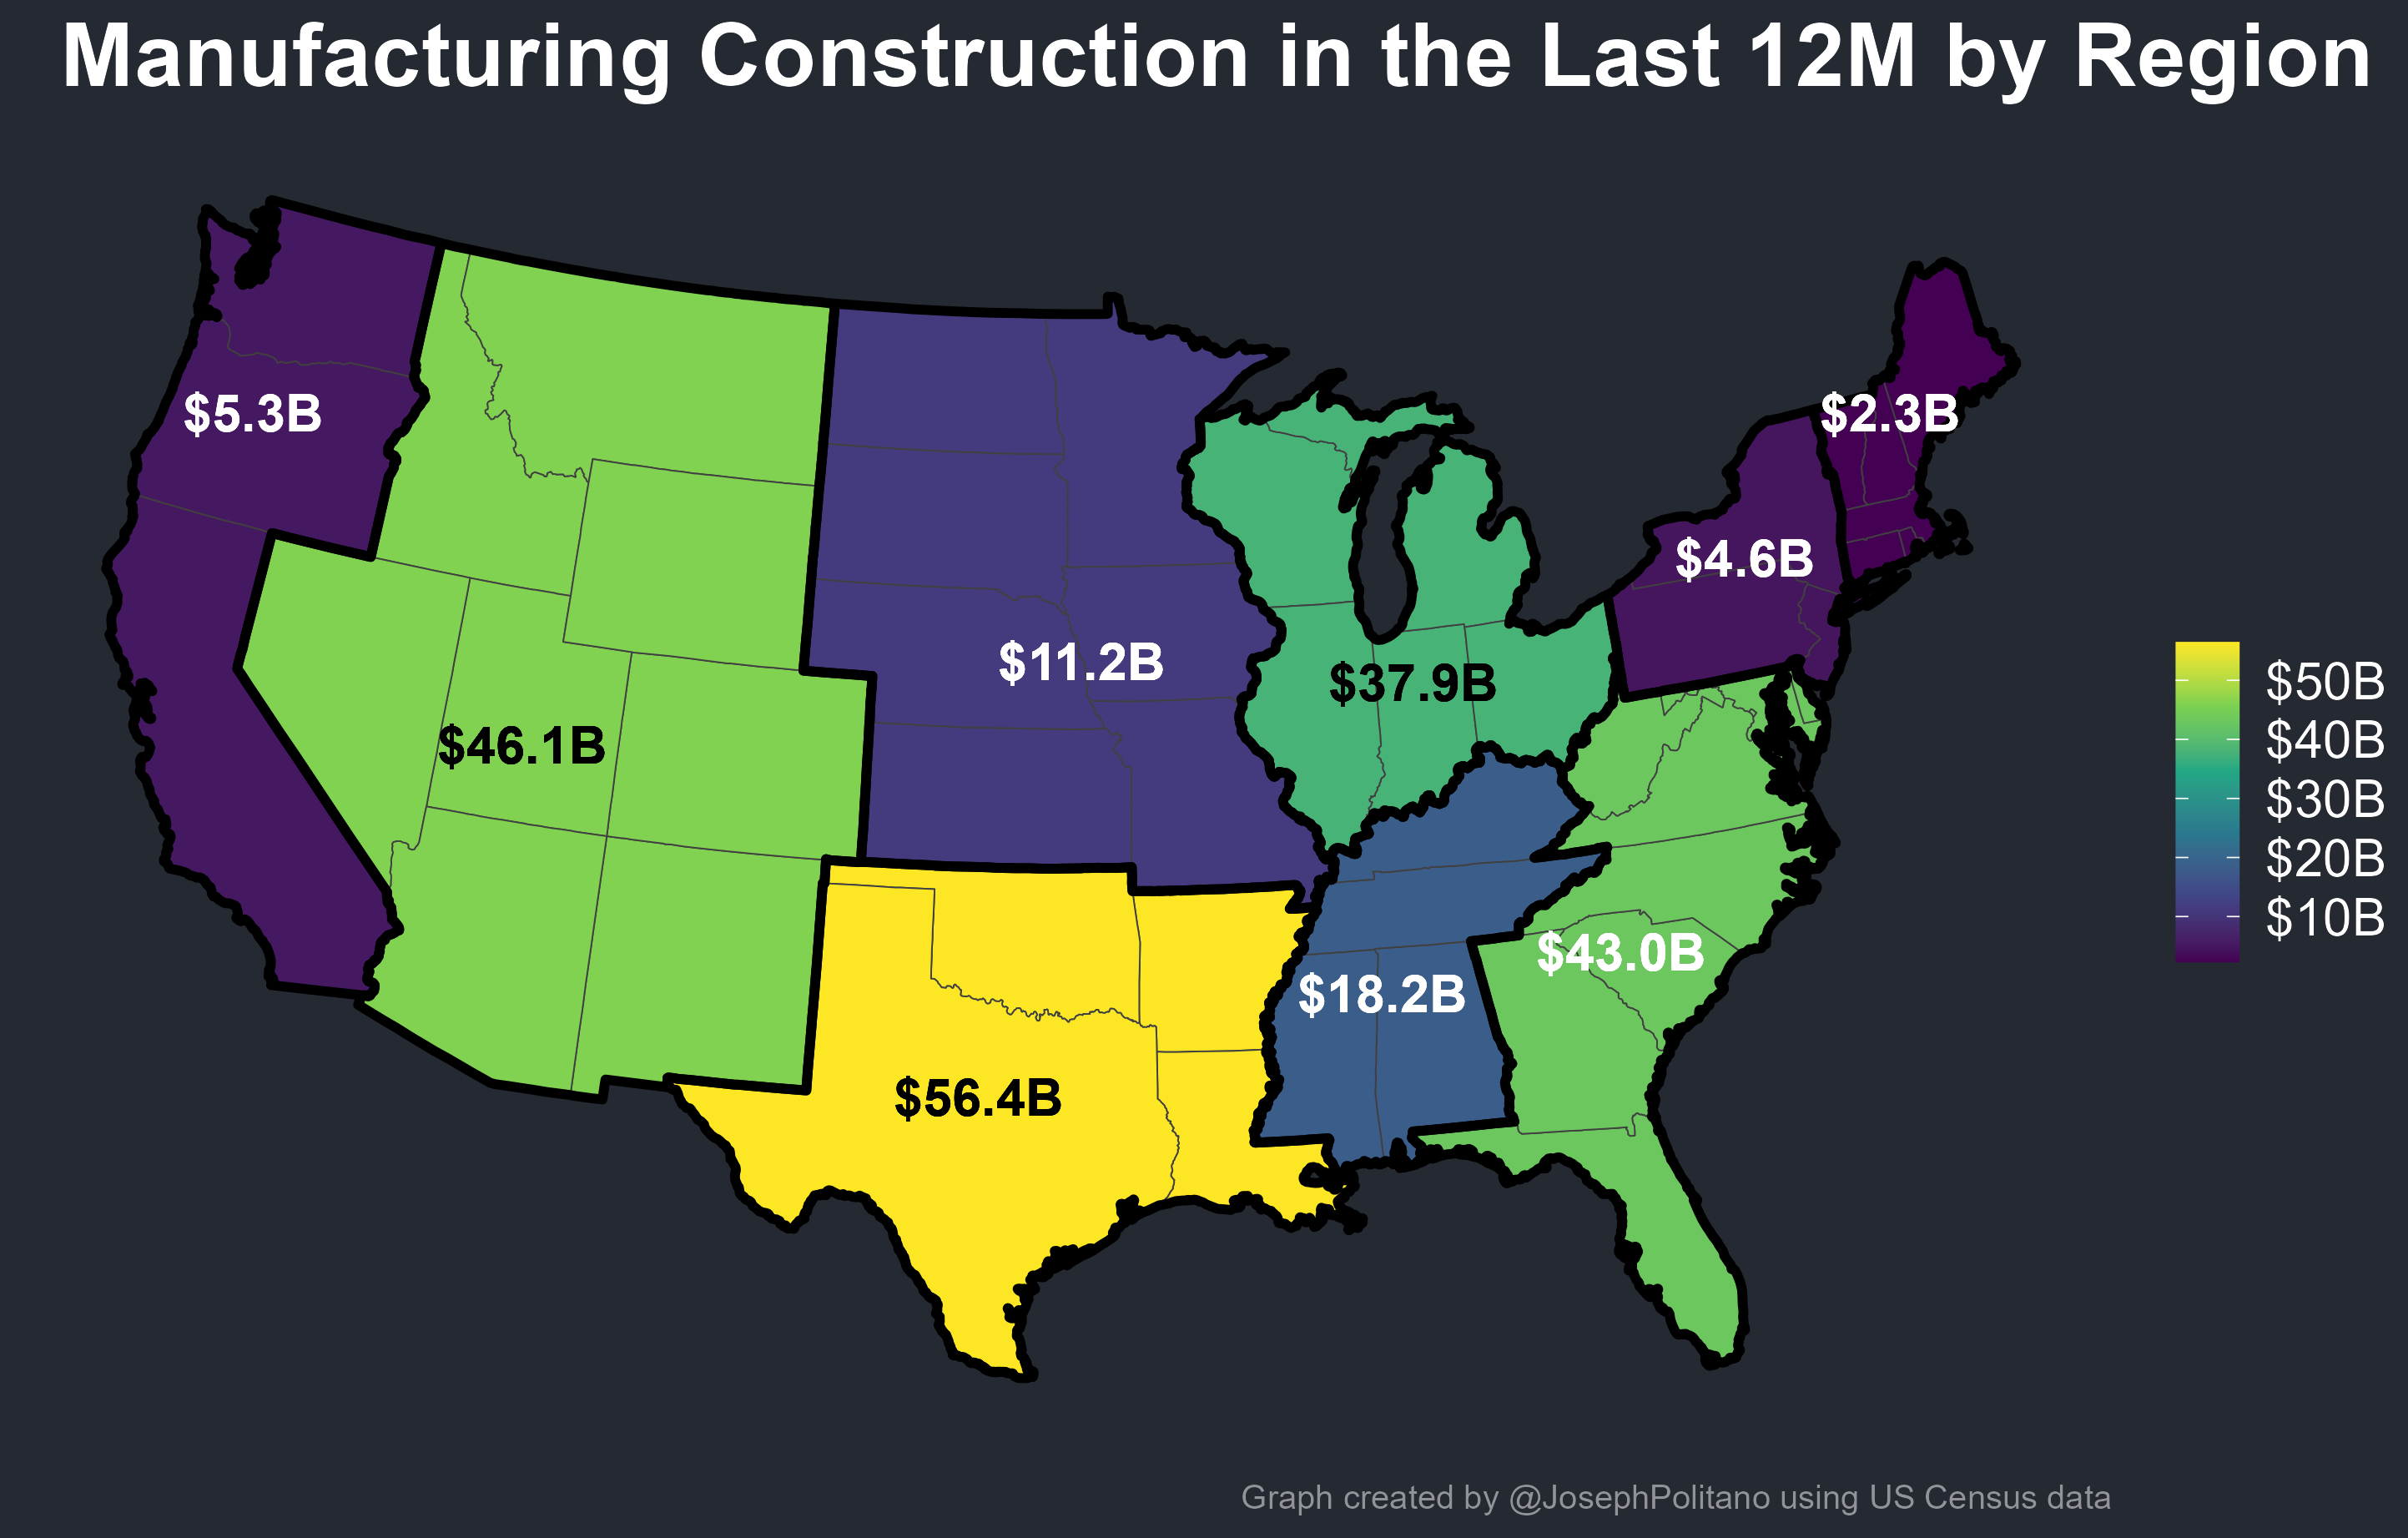 Manufacturing Construction in the Last 12M by Region
$5.3B
$2.3B
$4.6B
$11.2B
$37.9B
$46.1B
$43.0B
$18.2B
$56.4B
$50B
$40B
$30B
$20B
$10B
Graph created by @JosephPolitano using US Census data